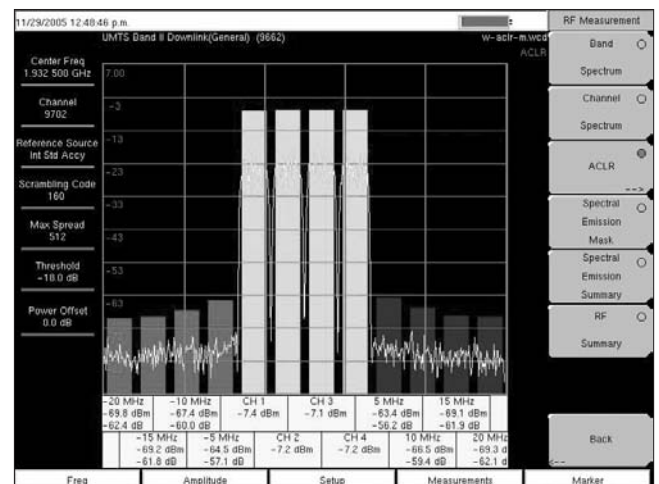 11/29/2005 12:48:46 p.m.
UMTS Band II Downlink(General) (9662)
w-aclr-m.wcd
ACLR
Center Freq
1.932 500 GHz
Channel
9702
Reference Source
Int Std Accy
Scrambling Code
160
Max Spread
512
Threshold
-18.0 dB
Power Offset
0.0 dB
7.00
-3
-13
-23
-33
-43
-53
-63
-20 MHz -10 MHz CH 1 CH 3 5 MHz 15 MHz
-69.8 dBm -67.4 dBm -7.4 dBm -7.1 dBm -63.4 dBm -69.1 dBm
-62.4 dB -60.0 dB -56.2 dB -61.9 dB
-15 MHz -5 MHz CH 2 CH 4 10 MHz 20 MHz
-69.2 dBm -64.5 dBm -7.2 dBm -7.2 dBm -66.5 dBm -69.3 d
-61.8 dB -57.1 dB -59.4 dB -62.1 d
RF Measurement
Band
Spectrum
Channel
Spectrum
ACLR
-->
Spectral
Emission
Mask
Spectral
Emission
Summary
RF
Summary
Back
<--
Freq Amplitude Setup Measurements Marker